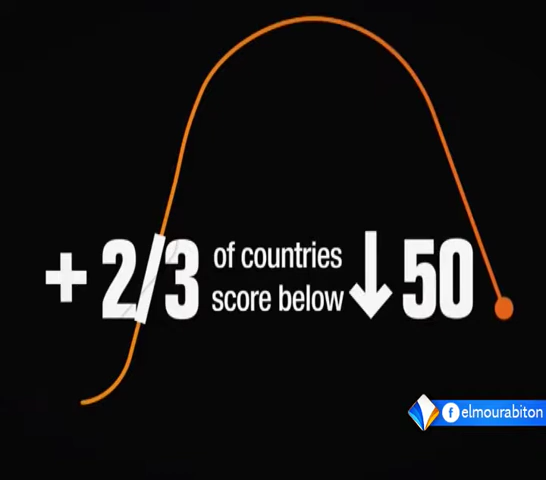 + 2/3 of countries score below ↓ 50
elmourabiton